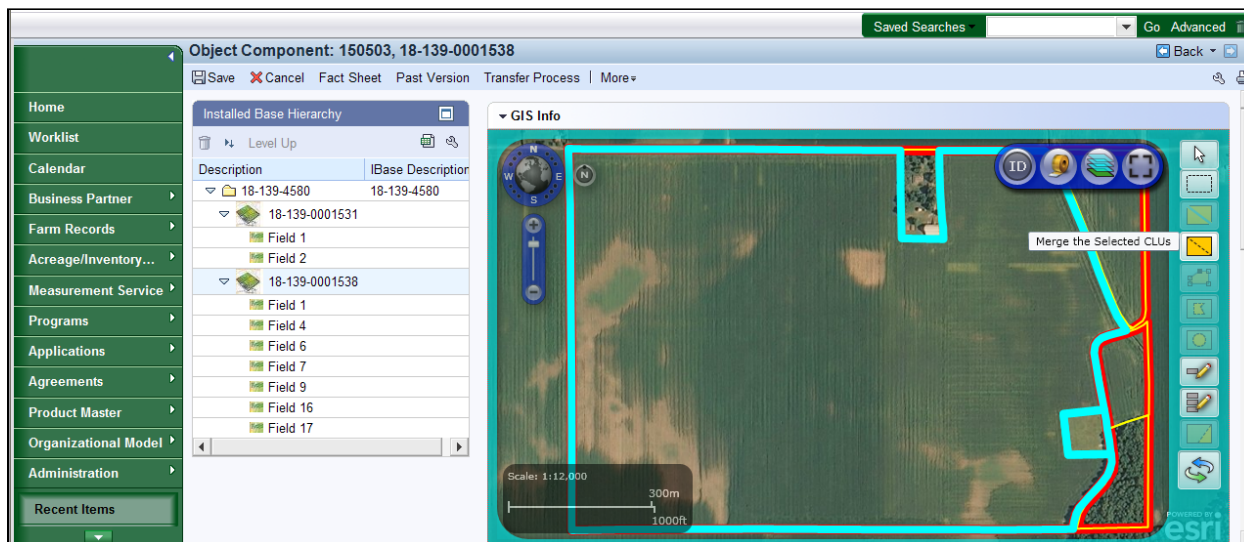 Saved Searches Go Advanced
Object Component: 150503, 18-139-0001538
Back
Save Cancel Fact Sheet Past Version Transfer Process | More
Home
Worklist
Calendar
Business Partner
Farm Records
Acreage/Inventory...
Measurement Service
Programs
Applications
Agreements
Product Master
Organizational Model
Administration
Recent Items
Installed Base Hierarchy
Level Up
Description IBase Description
18-139-4580 18-139-4580
18-139-0001531
Field 1
Field 2
18-139-0001538
Field 1
Field 4
Field 6
Field 7
Field 9
Field 16
Field 17
GIS Info
N
W E
S
N
ID
Merge the Selected CLUs
Scale: 1:12,000
300m
1000ft
POWERED BY
esri